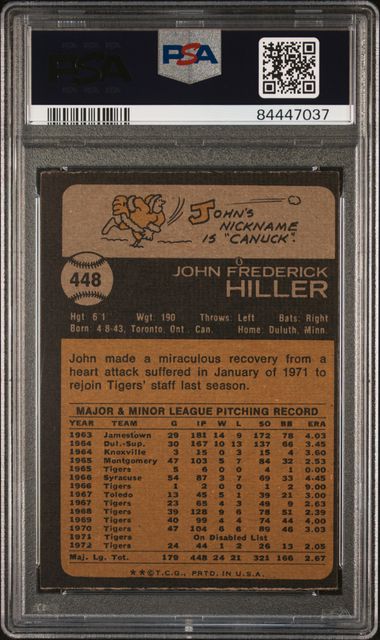 PSA
PSA
84447037
JOHN'S
NICKNAME
IS "CANUCK".
448
JOHN FREDERICK
HILLER
Hgt: 6'1 Wgt: 190 Throws: Left Bats: Right
Born: 4-8-43, Toronto, Ont., Can. Home: Duluth, Minn.
John made a miraculous recovery from a
heart attack suffered in January of 1971 to
rejoin Tigers' staff last season.
MAJOR & MINOR LEAGUE PITCHING RECORD
YEAR TEAM G IP W L SO BB ERA
1963 Jamestown 29 181 14 9 172 78 4.03
1964 Dul.-Sup. 30 167 10 13 137 66 3.45
1964 Knoxville 3 15 0 3 15 4 3.60
1965 Montgomery 47 103 5 7 84 32 2.53
1965 Tigers 5 6 0 0 4 1 0.00
1966 Syracuse 54 87 3 7 69 33 4.45
1966 Tigers 1 2 0 0 1 2 9.00
1967 Toledo 13 45 5 1 39 21 3.00
1967 Tigers 23 65 4 3 49 9 2.63
1968 Tigers 39 128 9 6 78 51 2.39
1969 Tigers 40 99 4 4 74 44 4.00
1970 Tigers 47 104 6 6 89 46 3.03
1971 Tigers On Disabled List
1972 Tigers 24 44 1 2 26 13 2.05
Maj. Lg. Tot. 179 448 24 21 321 166 2.67
★★©T.C.G., PRTD. IN U.S.A.